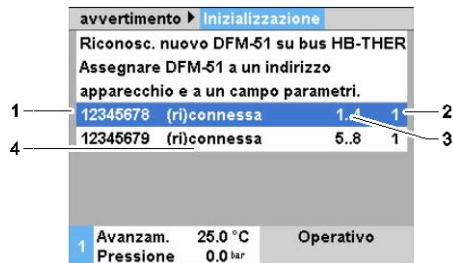 avvertimento ▶ Inizializzazione
Riconosc. nuovo DFM-51 su bus HB-THER
Assegnare DFM-51 a un indirizzo
apparecchio e a un campo parametri.
1 12345678 (ri)connessa 1..4 1 2
12345679 (ri)connessa 5..8 1 3
4
1 Avanzam. 25.0 °C Operativo
Pressione 0.0 bar